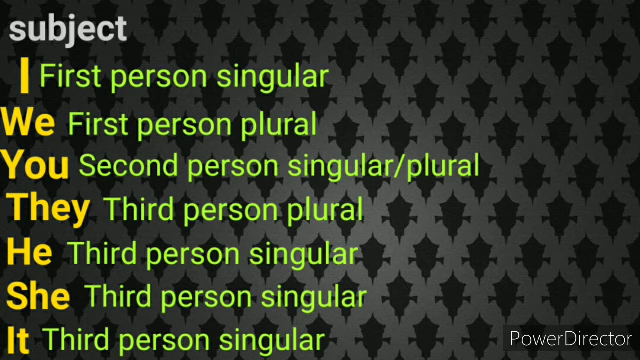 subject
I First person singular
We First person plural
You Second person singular/plural
They Third person plural
He Third person singular
She Third person singular
It Third person singular
PowerDirector